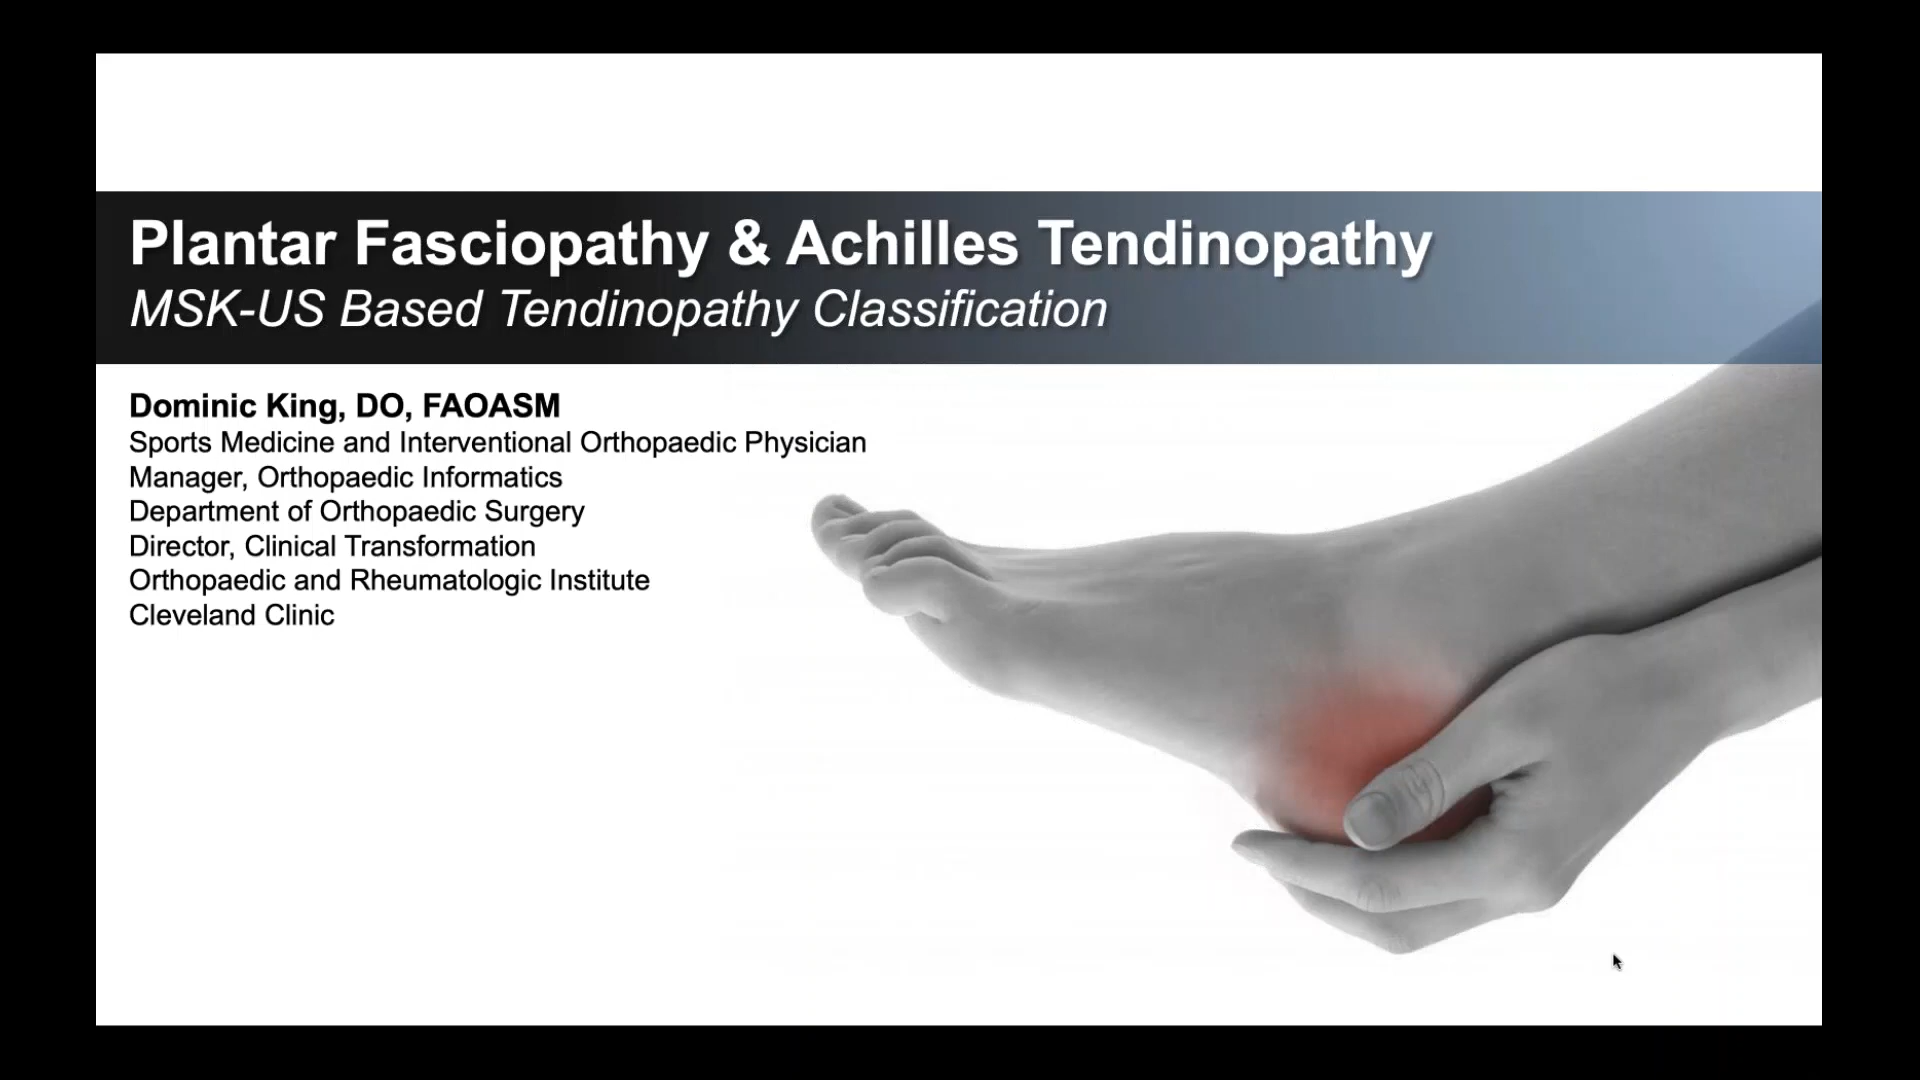 Plantar Fasciopathy & Achilles Tendinopathy
MSK-US Based Tendinopathy Classification
Dominic King, DO, FAOASM
Sports Medicine and Interventional Orthopaedic Physician
Manager, Orthopaedic Informatics
Department of Orthopaedic Surgery
Director, Clinical Transformation
Orthopaedic and Rheumatologic Institute
Cleveland Clinic